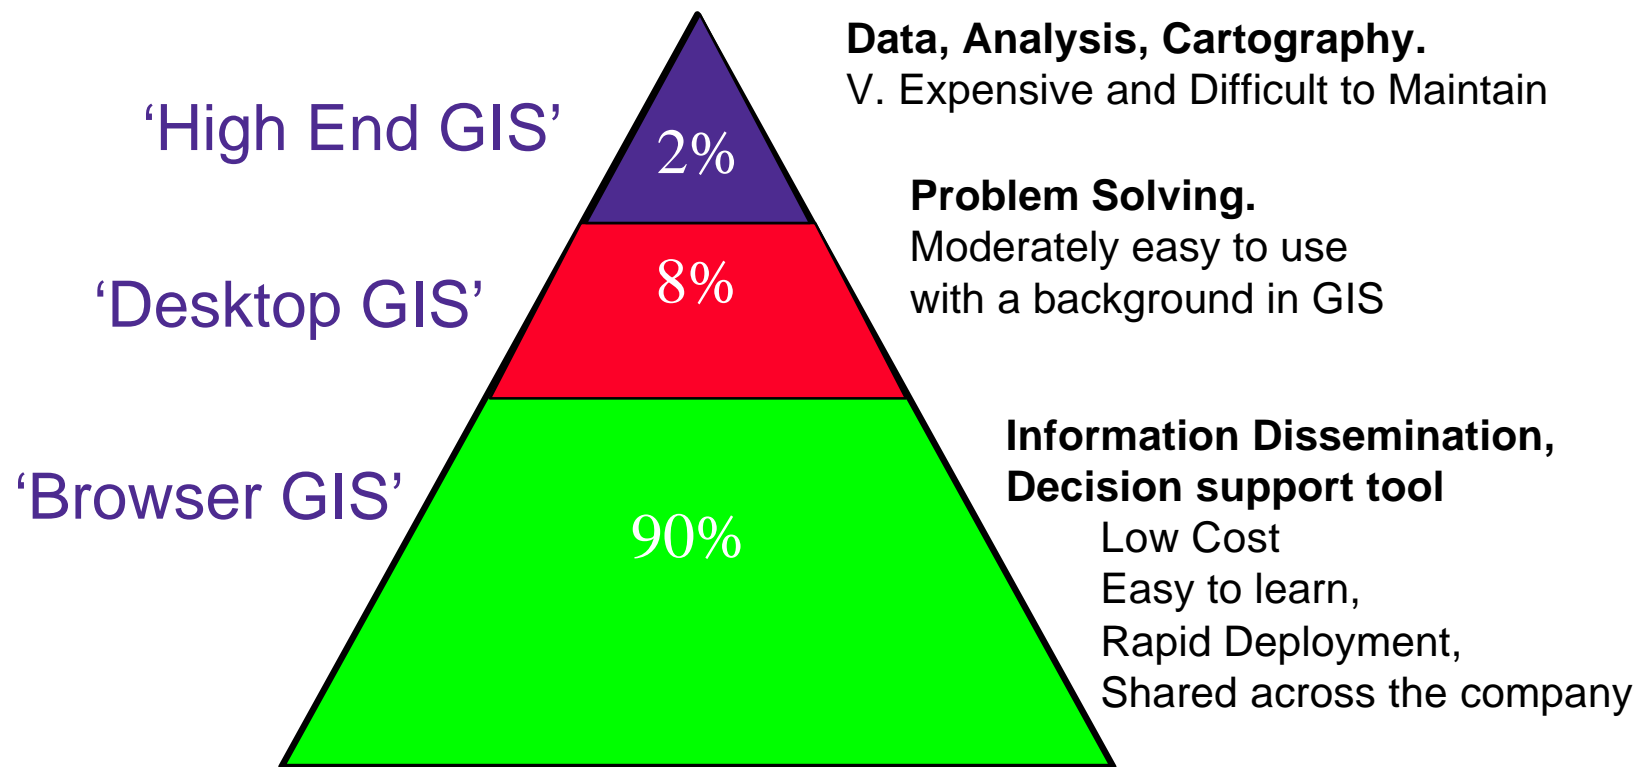 ‘High End GIS’
2%
Data, Analysis, Cartography.
V. Expensive and Difficult to Maintain
‘Desktop GIS’
8%
Problem Solving.
Moderately easy to use
with a background in GIS
‘Browser GIS’
90%
Information Dissemination,
Decision support tool
Low Cost
Easy to learn,
Rapid Deployment,
Shared across the company